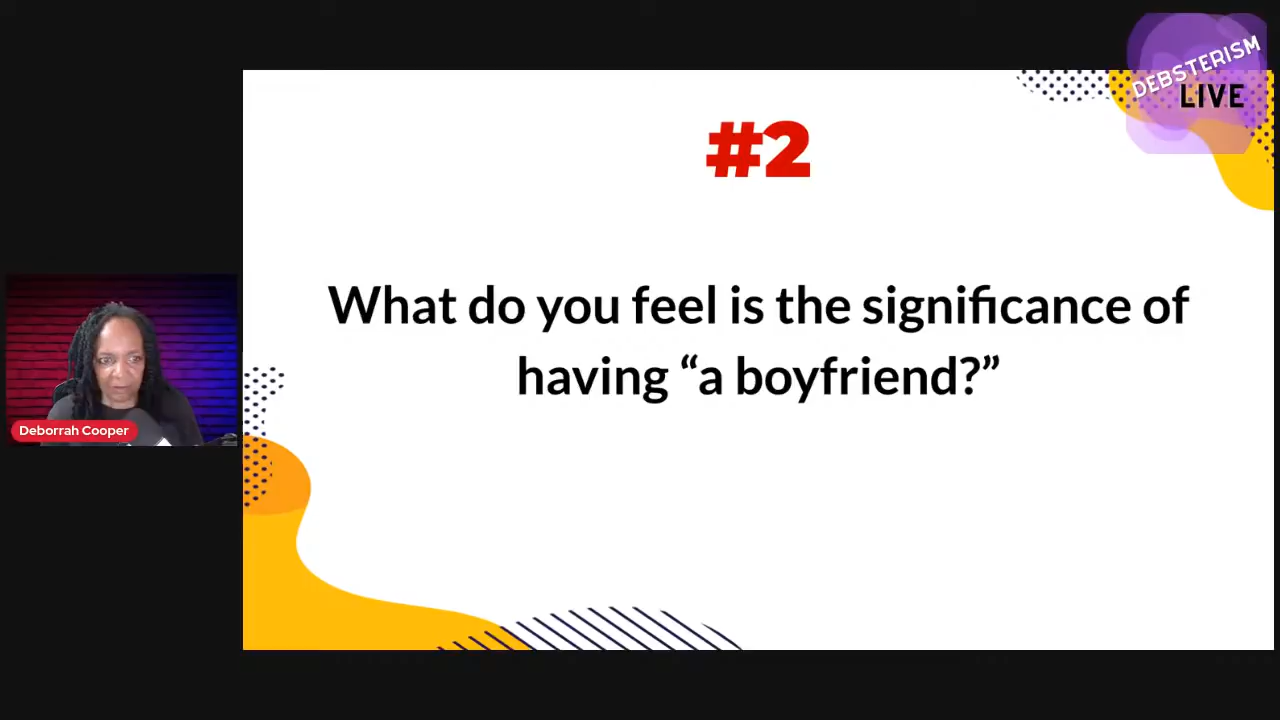 DEBSTERISM
LIVE
#2
What do you feel is the significance of
having “a boyfriend?”
Deborrah Cooper